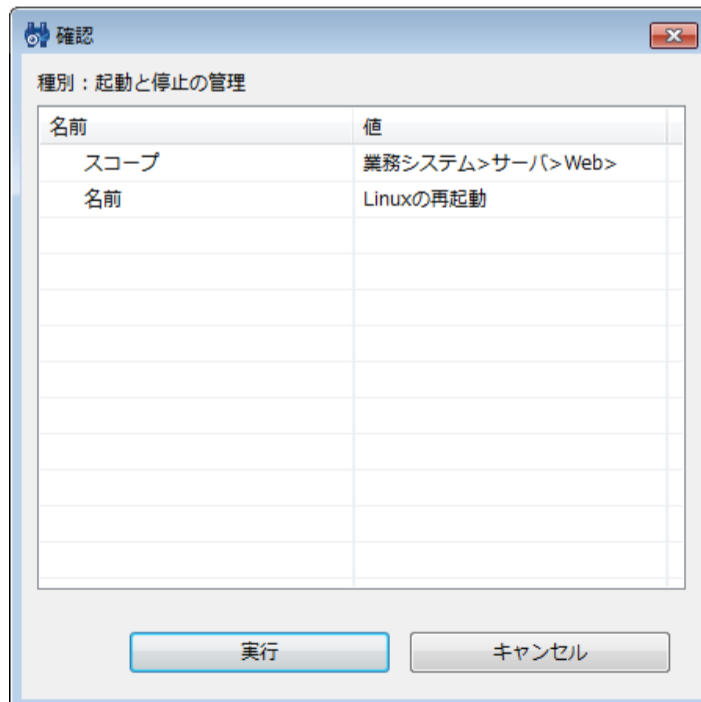 確認
種別：起動と停止の管理
名前 値
スコープ 業務システム>サーバ>Web>
名前 Linuxの再起動
実行 キャンセル